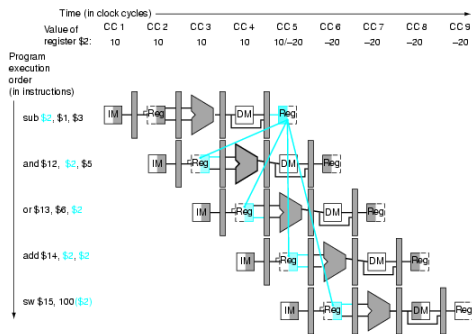 Time (in clock cycles)
Value of register $2:
CC 1 CC 2 CC 3 CC 4 CC 5 CC 6 CC 7 CC 8 CC 9
10 10 10 10 10/–20 –20 –20 –20 –20
Program
execution
order
(in instructions)
sub $2, $1, $3
IM Reg DM Reg
and $12, $2, $5
IM Reg DM Reg
or $13, $6, $2
IM Reg DM Reg
add $14, $2, $2
IM Reg DM Reg
sw $15, 100($2)
IM Reg DM Reg